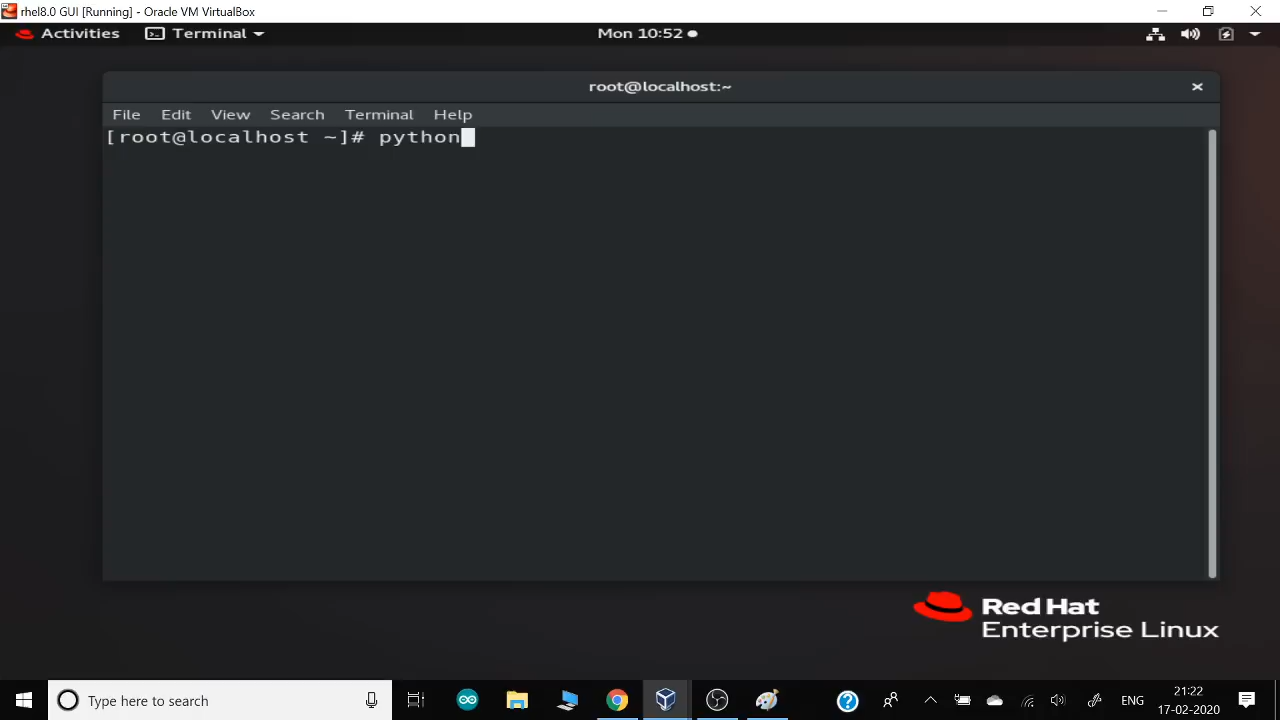 rhel8.0 GUI [Running] - Oracle VM VirtualBox
Activities Terminal Mon 10:52
root@localhost:~
File Edit View Search Terminal Help
[root@localhost ~]# python
Red Hat
Enterprise Linux
Type here to search
ENG
21:22
17-02-2020